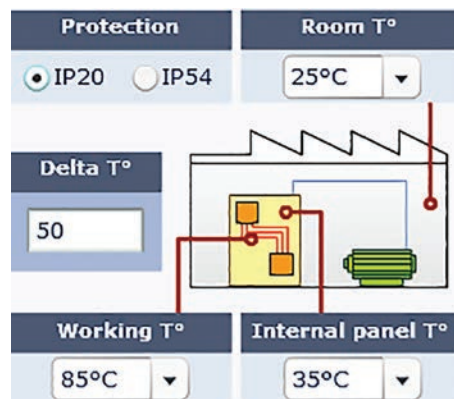 Protection
IP20 IP54
Room T°
25°C
Delta T°
50
Working T°
85°C
Internal panel T°
35°C